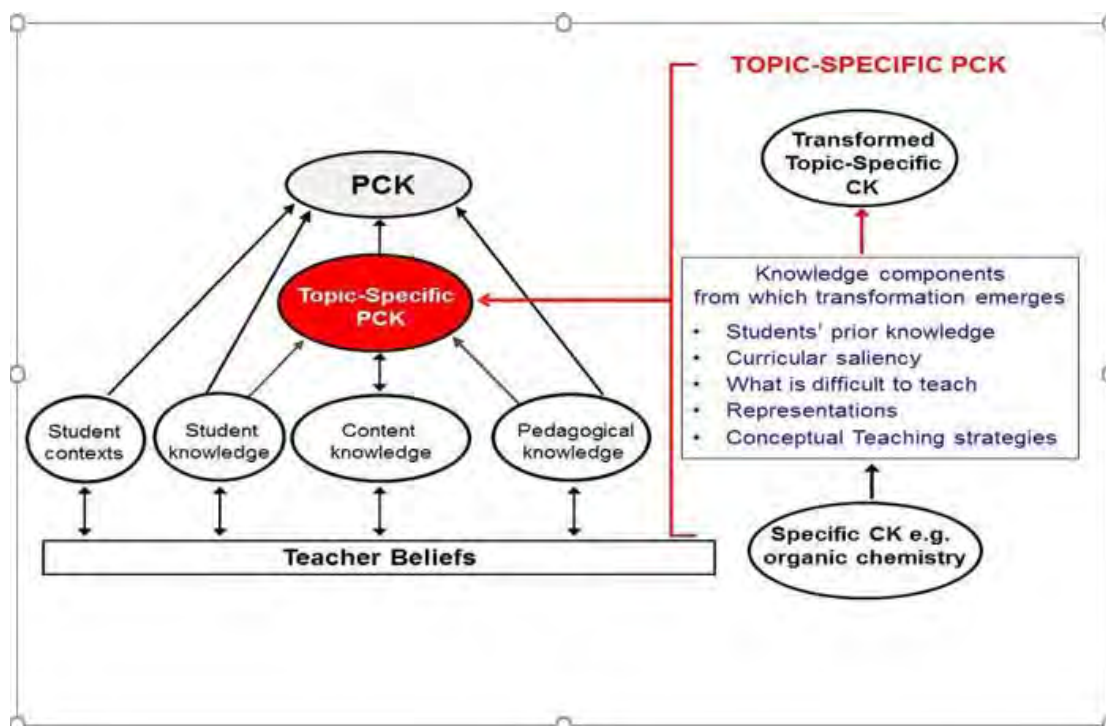 TOPIC-SPECIFIC PCK
Transformed
Topic-Specific
CK
PCK
Topic-Specific
PCK
Knowledge components
from which transformation emerges
• Students' prior knowledge
• Curricular saliency
• What is difficult to teach
• Representations
• Conceptual Teaching strategies
Student
contexts
Student
knowledge
Content
knowledge
Pedagogical
knowledge
Teacher Beliefs
Specific CK e.g.
organic chemistry